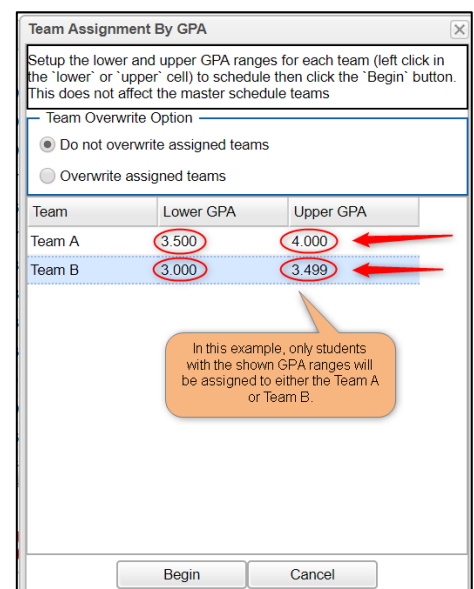 Team Assignment By GPA
Setup the lower and upper GPA ranges for each team (left click in
the `lower` or `upper` cell) to schedule then click the `Begin` button.
This does not affect the master schedule teams
Team Overwrite Option
Do not overwrite assigned teams
Overwrite assigned teams
Team Lower GPA Upper GPA
Team A 3.500 4.000
Team B 3.000 3.499
In this example, only students
with the shown GPA ranges will
be assigned to either the Team A
or Team B.
Begin Cancel